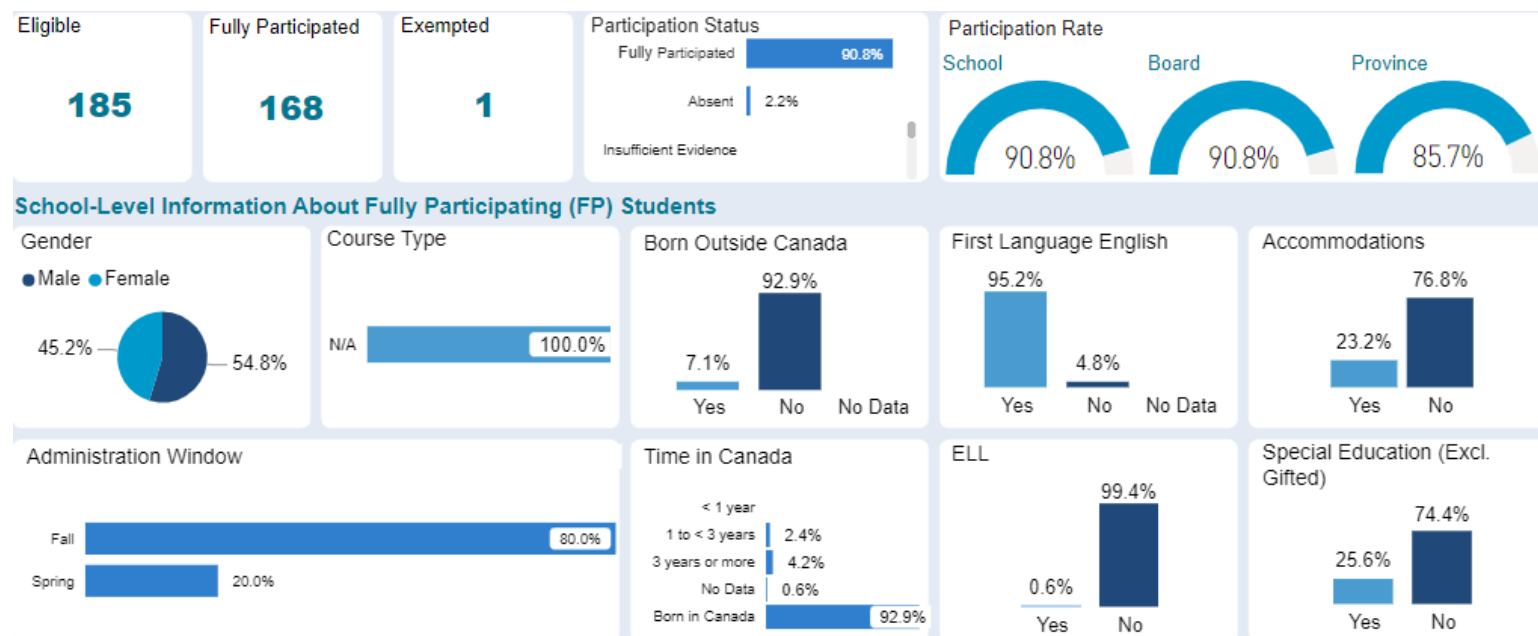 Eligible
185
Fully Participated
168
Exempted
1
Participation Status
Fully Participated 90.8%
Absent 2.2%
Insufficient Evidence
Participation Rate
School Board Province
90.8% 90.8% 85.7%
School-Level Information About Fully Participating (FP) Students
Gender
Male Female
45.2% 54.8%
Course Type
N/A 100.0%
Born Outside Canada
92.9%
7.1%
Yes No No Data
First Language English
95.2%
4.8%
Yes No No Data
Accommodations
76.8%
23.2%
Yes No
Administration Window
Fall 80.0%
Spring 20.0%
Time in Canada
< 1 year
1 to < 3 years 2.4%
3 years or more 4.2%
No Data 0.6%
Born in Canada 92.9%
ELL
99.4%
0.6%
Yes No
Special Education (Excl.
Gifted)
74.4%
25.6%
Yes No